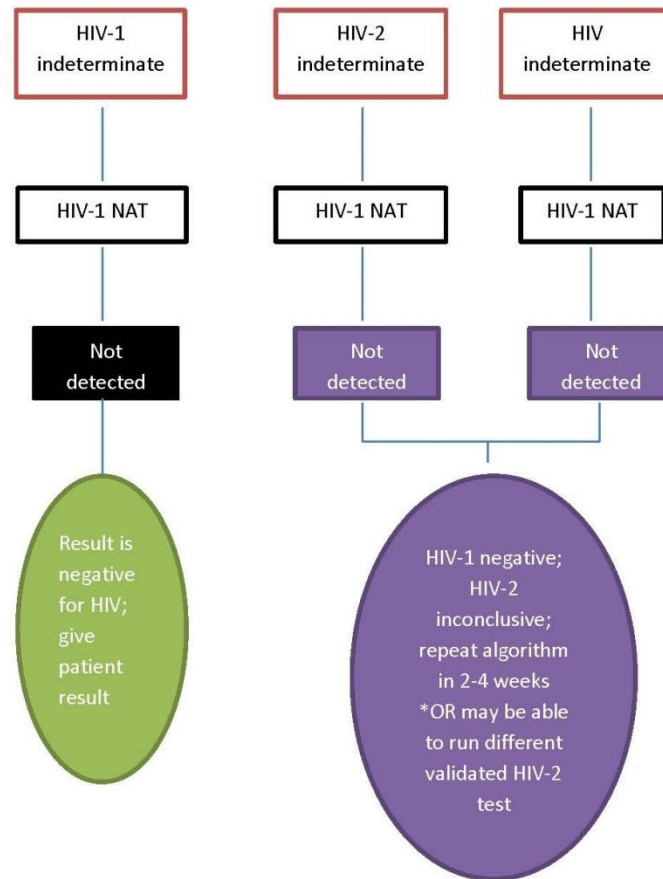 HIV-1
indeterminate
HIV-2
indeterminate
HIV
indeterminate
HIV-1 NAT
HIV-1 NAT
HIV-1 NAT
Not
detected
Not
detected
Not
detected
Result is
negative
for HIV;
give
patient
result
HIV-1 negative;
HIV-2
inconclusive;
repeat algorithm
in 2-4 weeks
*OR may be able
to run different
validated HIV-2
test